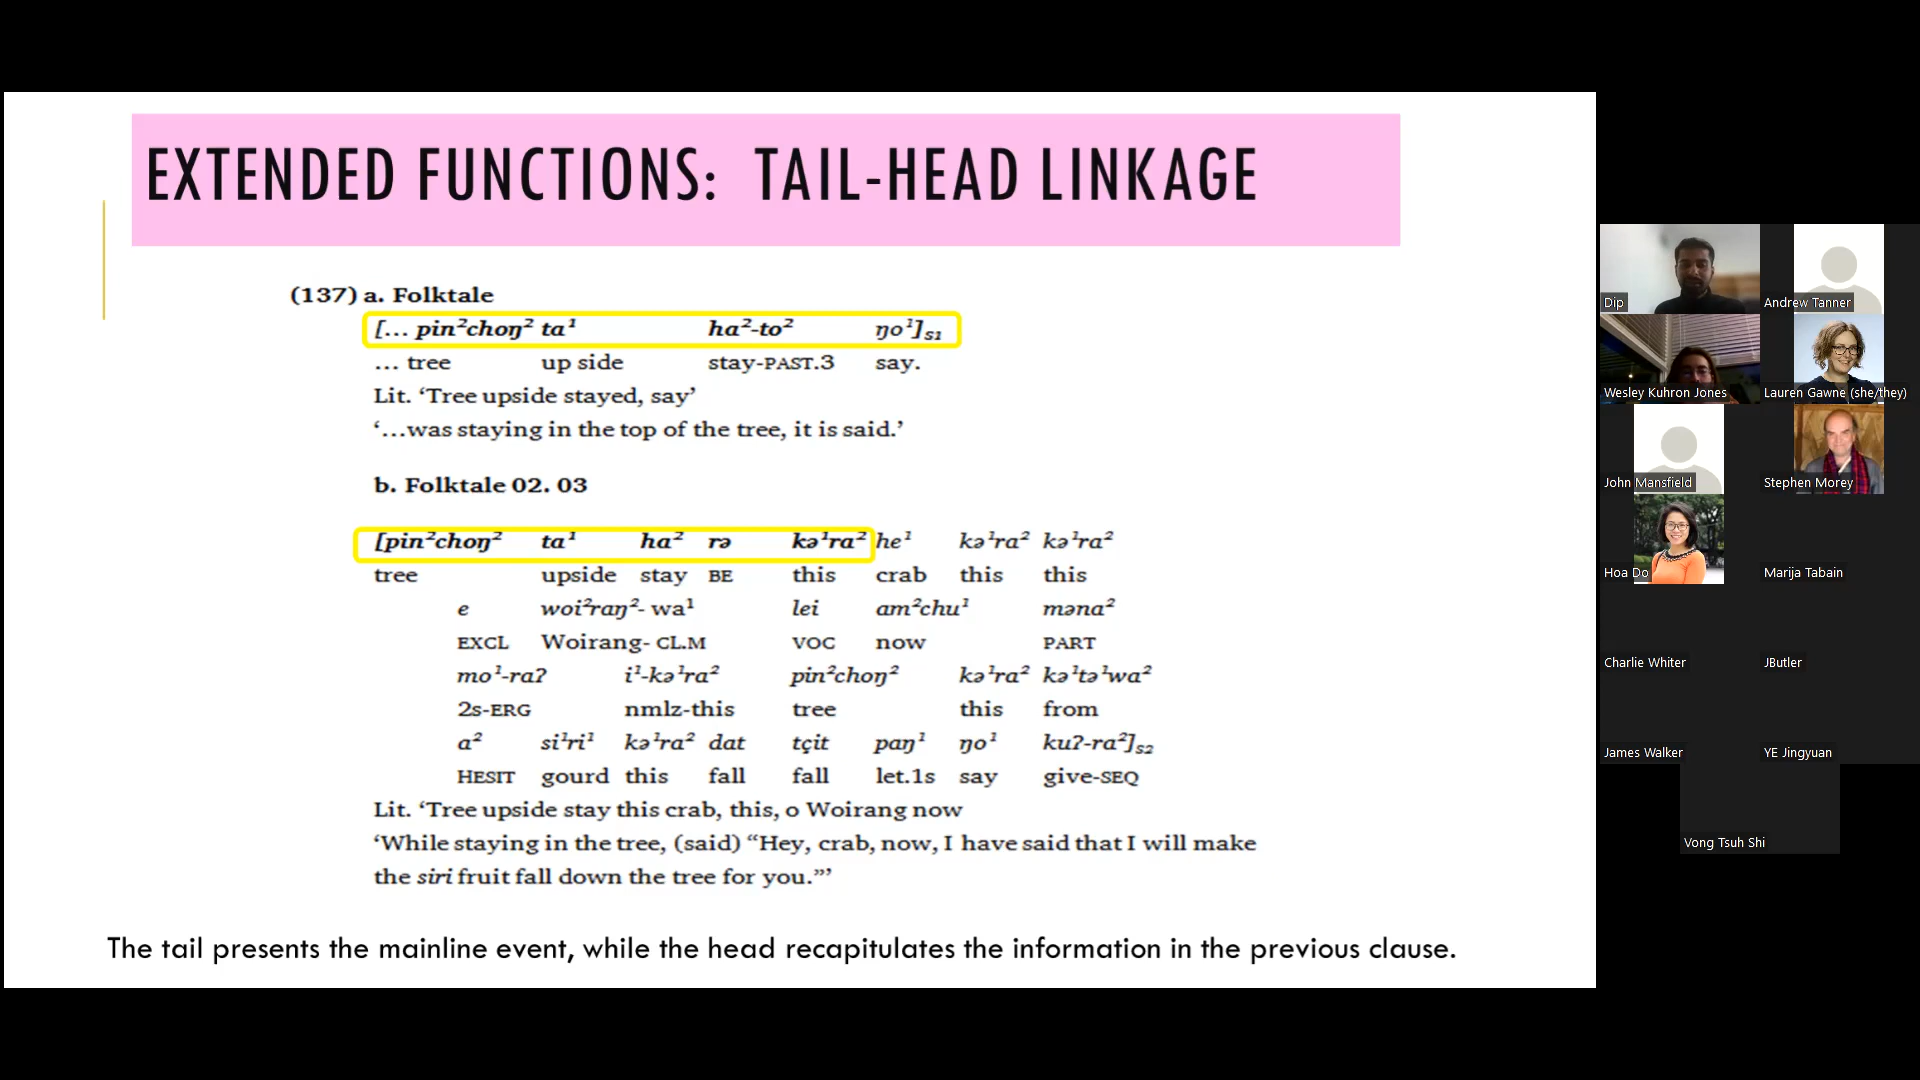 EXTENDED FUNCTIONS: TAIL-HEAD LINKAGE
(137) a. Folktale
[... pin²choŋ² ta¹ ha²-to² ŋo¹]S1
... tree up side stay-PAST.3 say.
Lit. ‘Tree upside stayed, say’
‘...was staying in the top of the tree, it is said.’
b. Folktale 02. 03
[pin²choŋ² ta¹ ha² rə kə¹ra² he¹ kə¹ra² kə¹ra²
tree upside stay BE this crab this this
e woi²raŋ²- wa¹ lei am²chu¹ məna²
EXCL Woirang- CL.M VOC now PART
mo¹-raʔ i¹-kə¹ra² pin²choŋ² kə¹ra² kə¹tə¹wa²
2s-ERG nmlz-this tree this from
a² si¹ri¹ kə¹ra² dat tçit paŋ¹ ŋo¹ kuʔ-ra²]S2
HESIT gourd this fall fall let.1s say give-SEQ
Lit. ‘Tree upside stay this crab, this, o Woirang now
‘While staying in the tree, (said) “Hey, crab, now, I have said that I will make
the siri fruit fall down the tree for you.”’
The tail presents the mainline event, while the head recapitulates the information in the previous clause.
Dip
Andrew Tanner
Wesley Kuhron Jones
Lauren Gawne (she/they)
John Mansfield
Stephen Morey
Hoa Do
Marija Tabain
Charlie Whiter
JButler
James Walker
YE Jingyuan
Vong Tsuh Shi